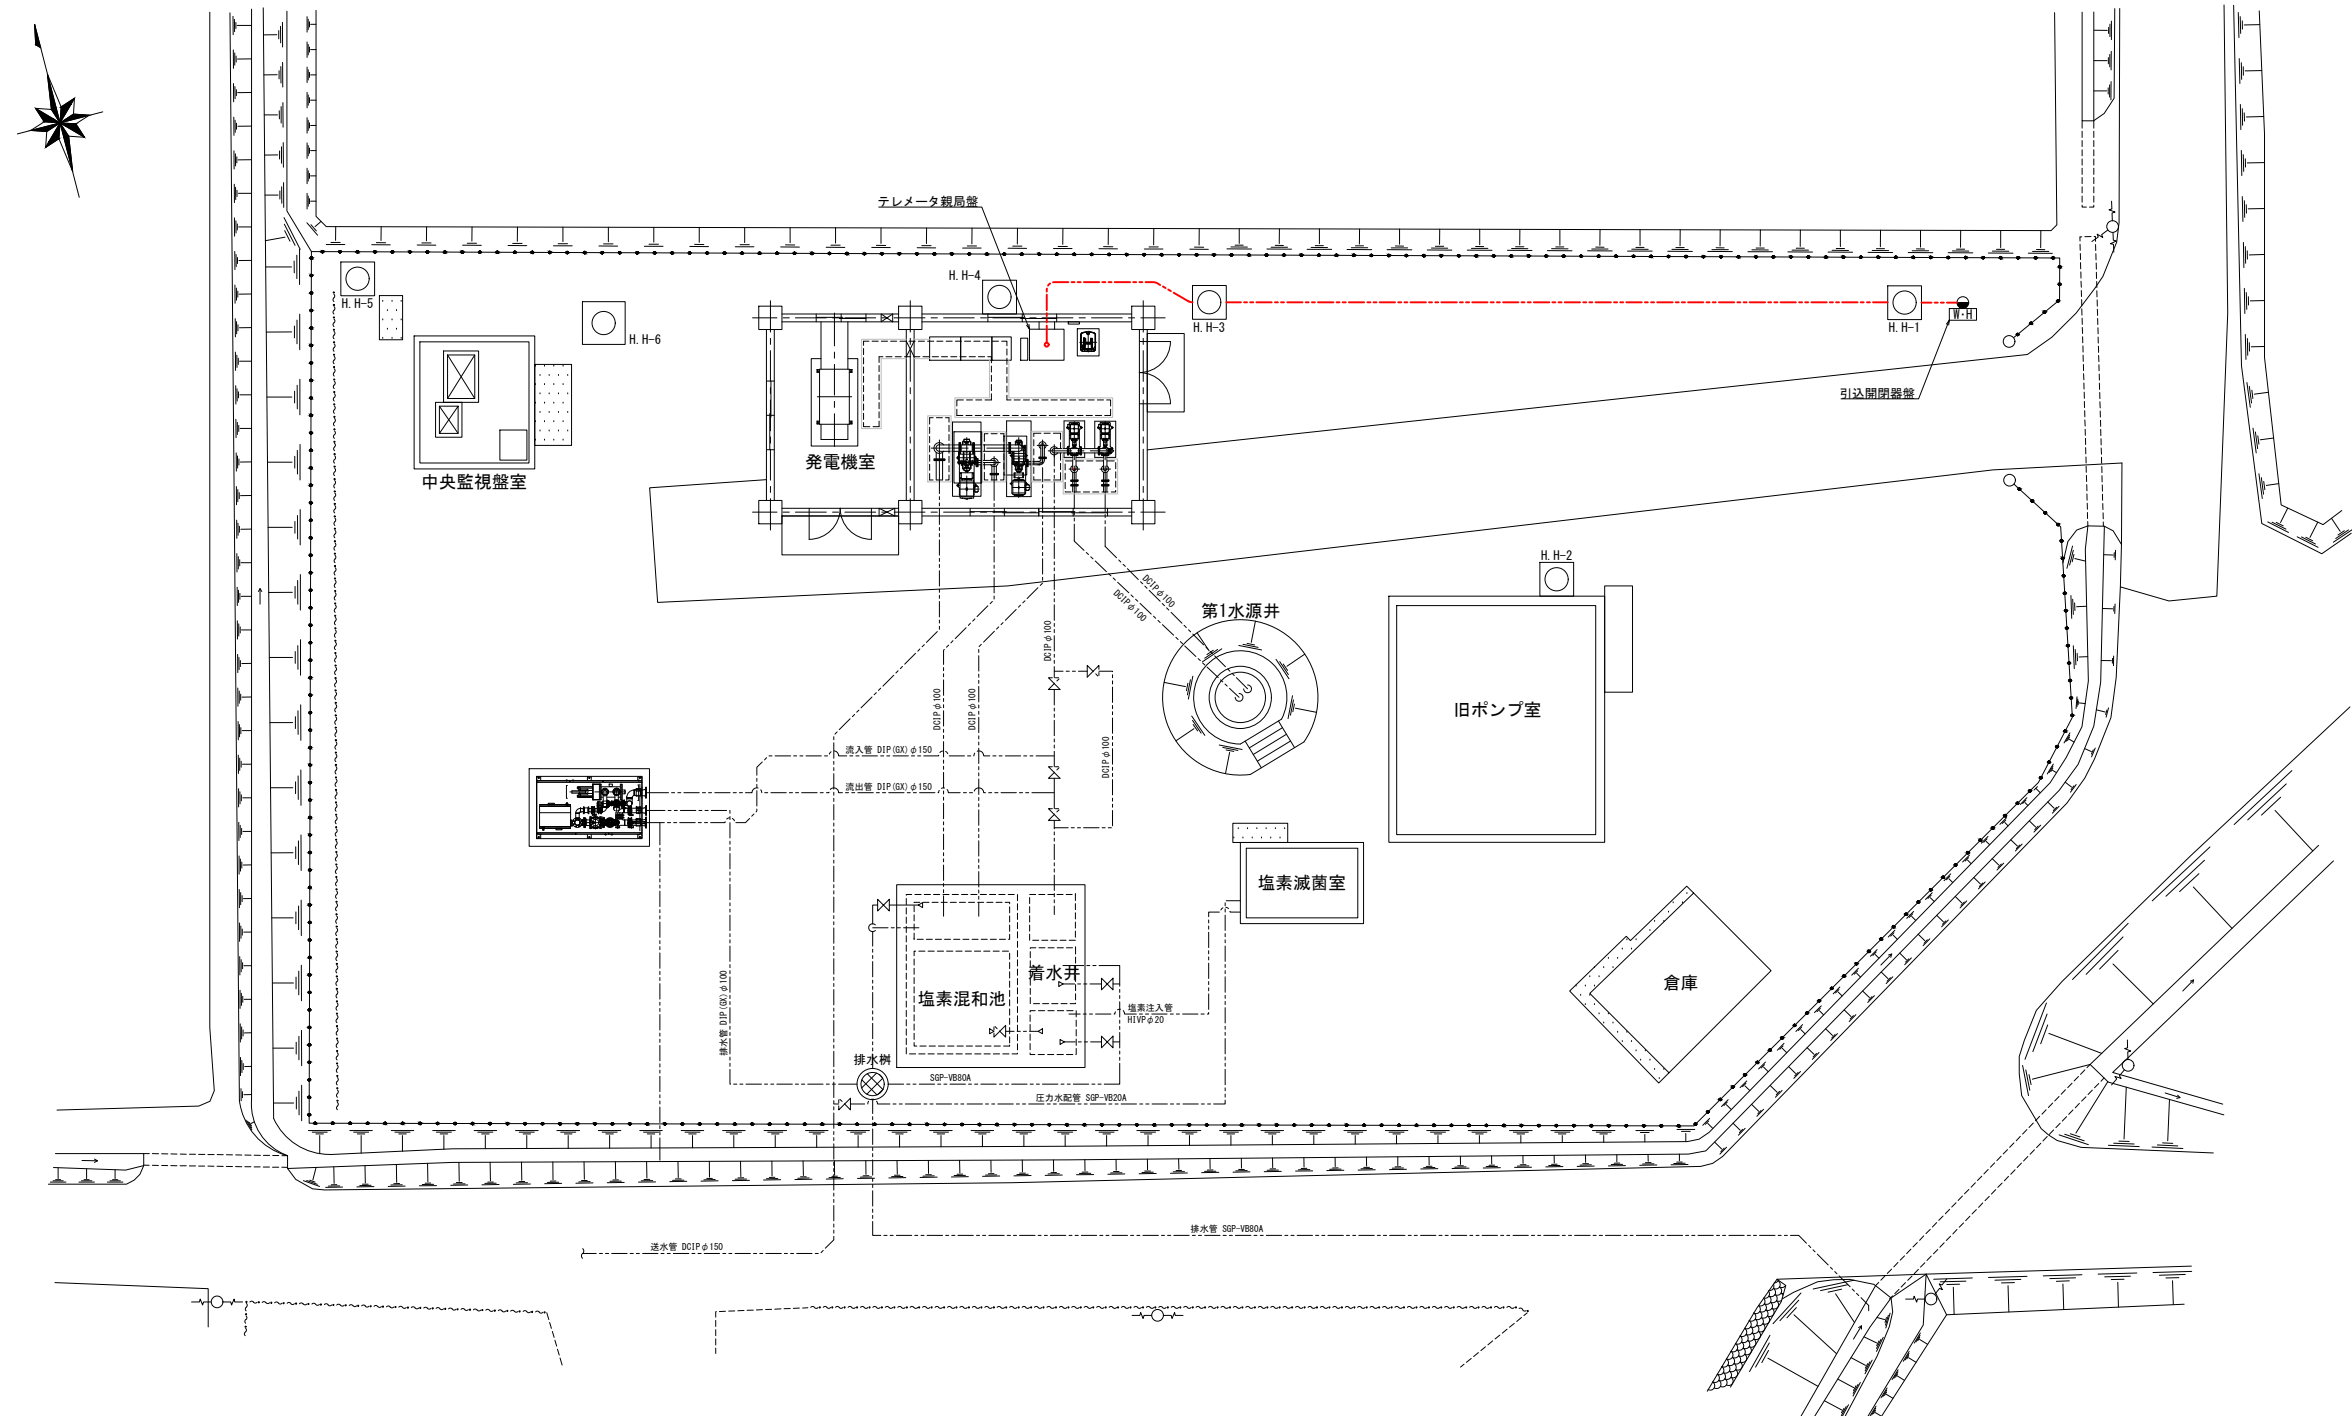 テレメータ親局盤
H.H-4
H.H-5
H.H-6
H.H-3
H.H-1
W・H
引込開閉器盤
発電機室
中央監視盤室
H.H-2
DCIPφ100
DCIPφ100
第1水源井
DCIPφ100
DCIPφ100
DCIPφ100
旧ポンプ室
流入管 DIP(GX)φ150
DCIPφ100
流出管 DIP(GX)φ150
塩素滅菌室
着水井
倉庫
塩素混和池
塩素注入管
HIVPφ20
排水管 DIP(GX)φ100
排水桝
SGP-VB80A
圧力水配管 SGP-VB20A
排水管 SGP-VB80A
送水管 DCIPφ150